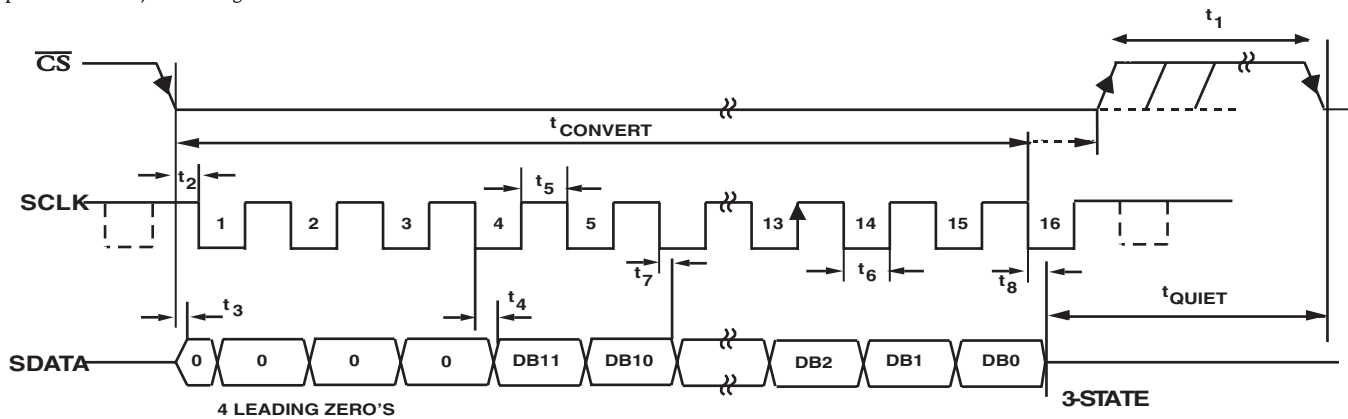 t1
CS
tCONVERT
t2
t5
SCLK
1 2 3 4 5 13 14 15 16
t7 t6 t8
t3 t4 tQUIET
SDATA 0 0 0 0 DB11 DB10 DB2 DB1 DB0
4 LEADING ZERO'S
3-STATE